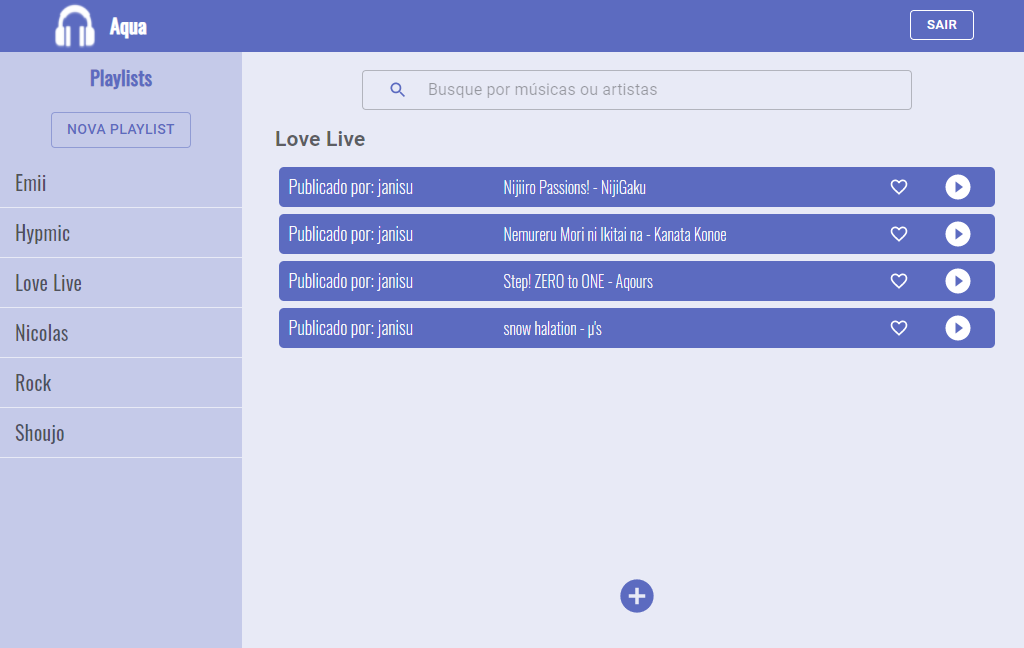 Aqua
SAIR
Playlists
NOVA PLAYLIST
Emii
Hypmic
Love Live
Nicolas
Rock
Shoujo
Busque por músicas ou artistas
Love Live
Publicado por: janisu Nijiiro Passions! - NijiGaku
Publicado por: janisu Nemureru Mori ni Ikitai na - Kanata Konoe
Publicado por: janisu Step! ZERO to ONE - Aqours
Publicado por: janisu snow halation - µ's